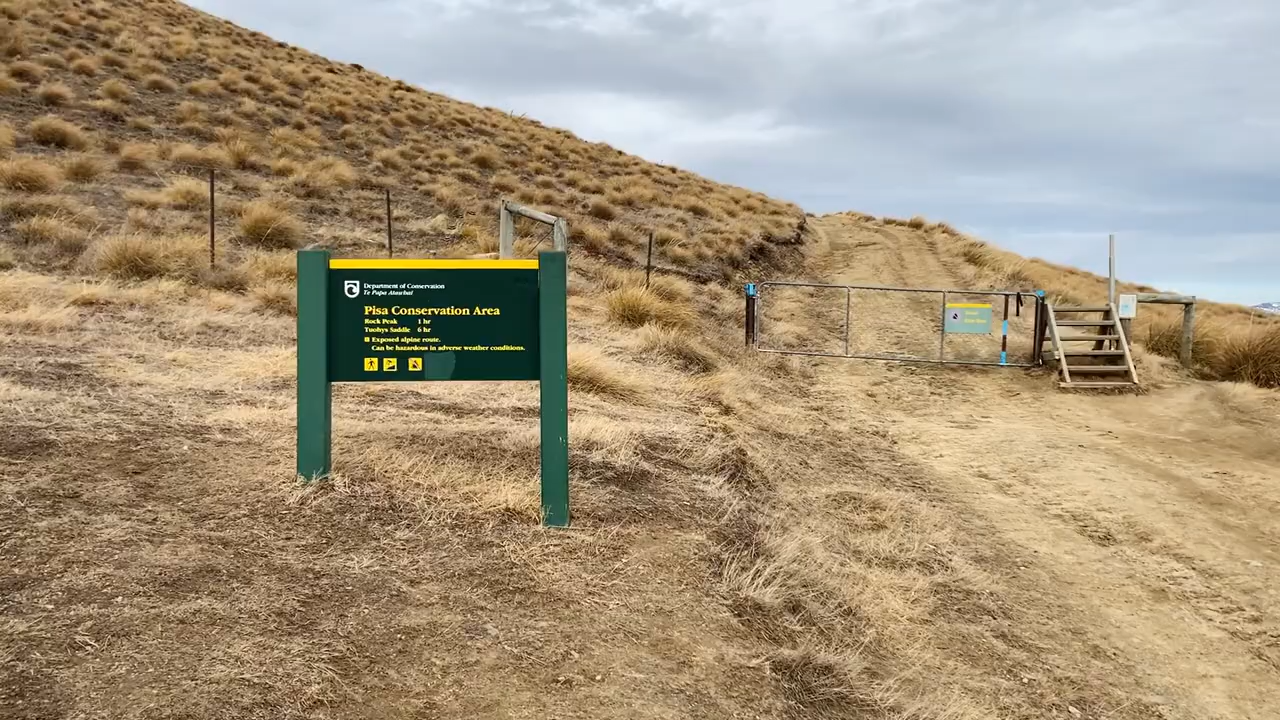 Department of Conservation
Te Papa Atawhai
Pisa Conservation Area
Rock Peak 1 hr
Tuohys Saddle 6 hr
Exposed alpine route.
Can be hazardous in adverse weather conditions.